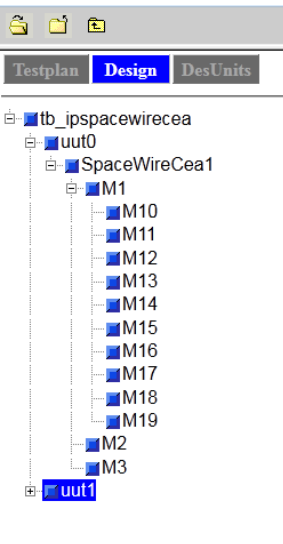 Testplan Design DesUnits
tb_ipspacewirecea
uut0
SpaceWireCea1
M1
M10
M11
M12
M13
M14
M15
M16
M17
M18
M19
M2
M3
uut1